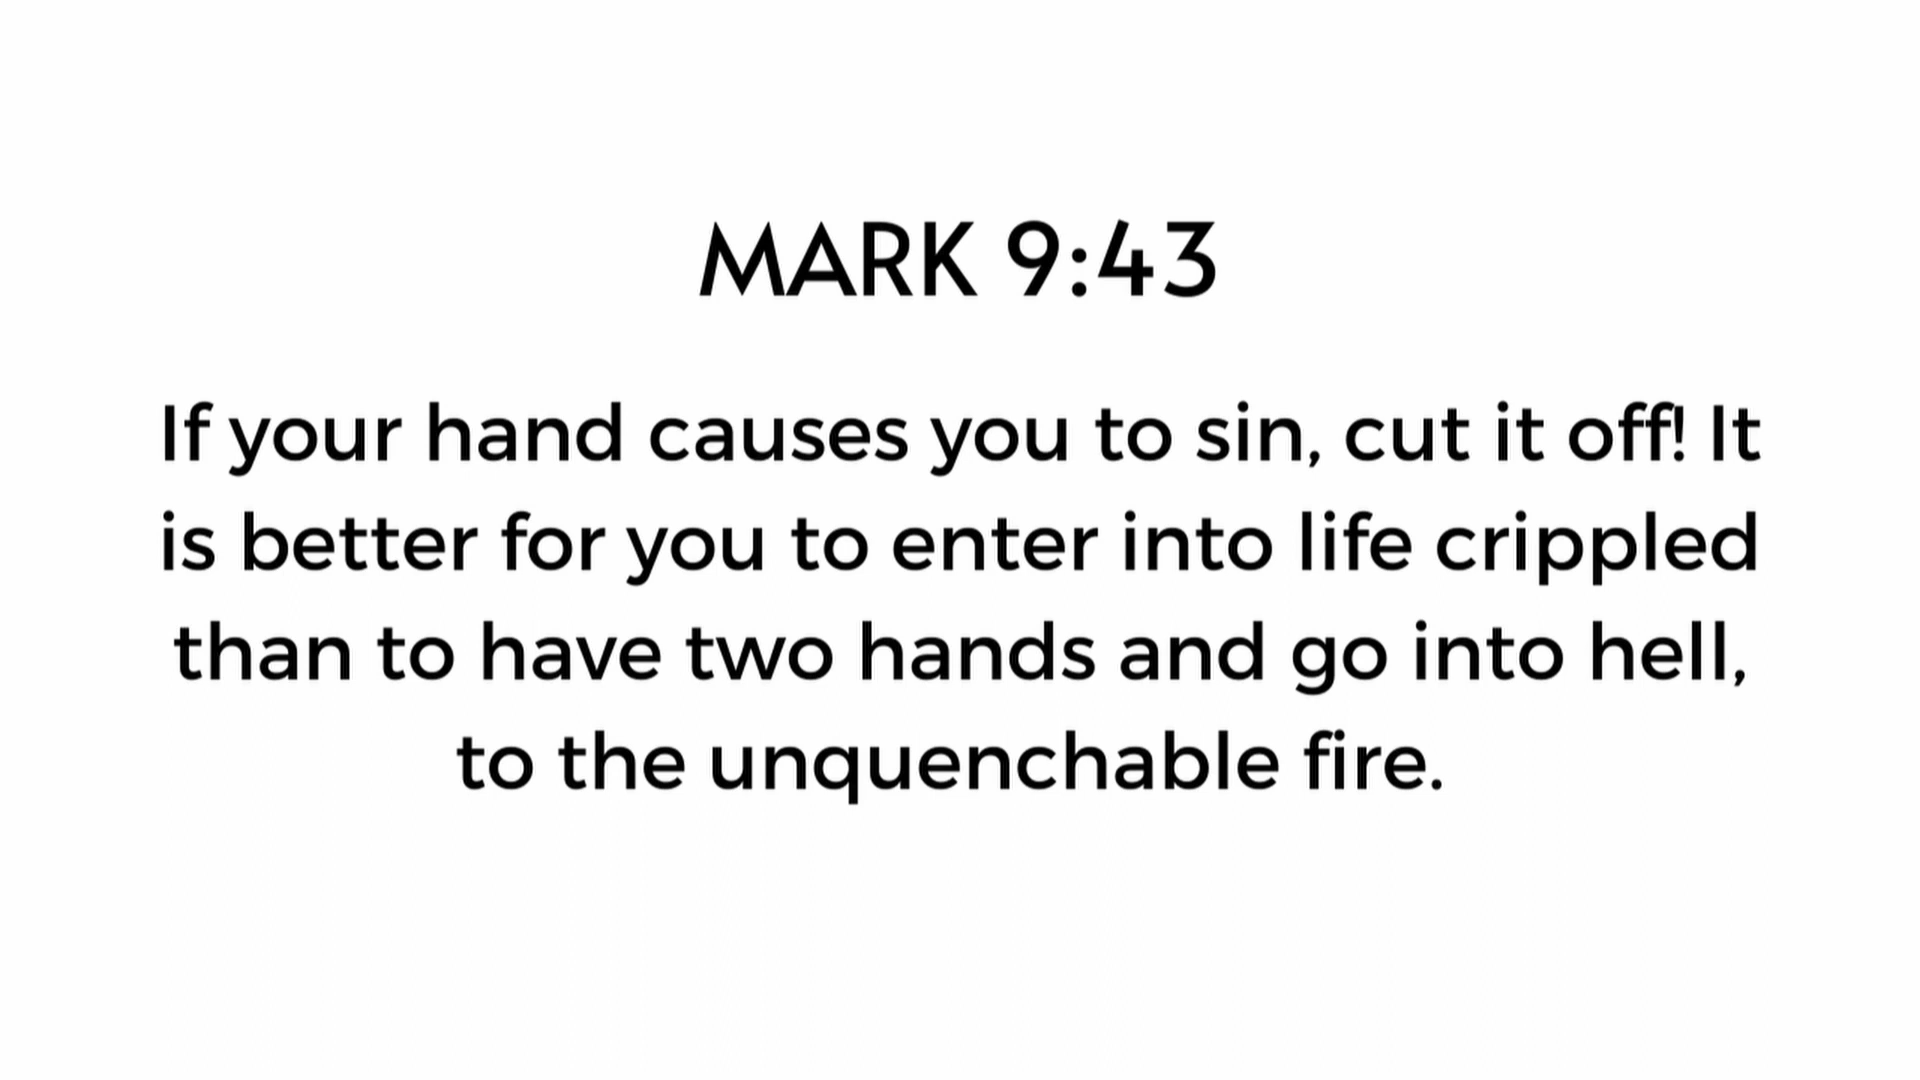 MARK 9:43
If your hand causes you to sin, cut it off! It
is better for you to enter into life crippled
than to have two hands and go into hell,
to the unquenchable fire.